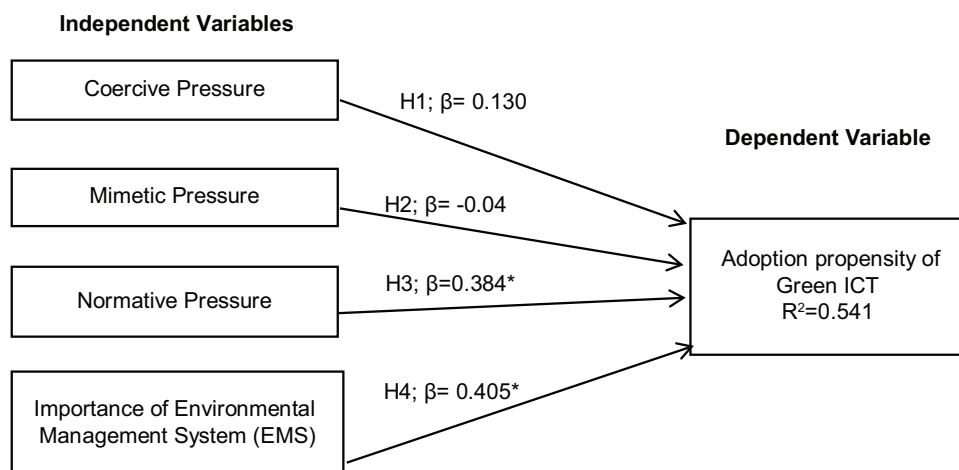 Independent Variables
Coercive Pressure
H1; β= 0.130
Dependent Variable
Mimetic Pressure
H2; β= -0.04
Adoption propensity of
Green ICT
R²=0.541
Normative Pressure
H3; β=0.384*
H4; β= 0.405*
Importance of Environmental
Management System (EMS)